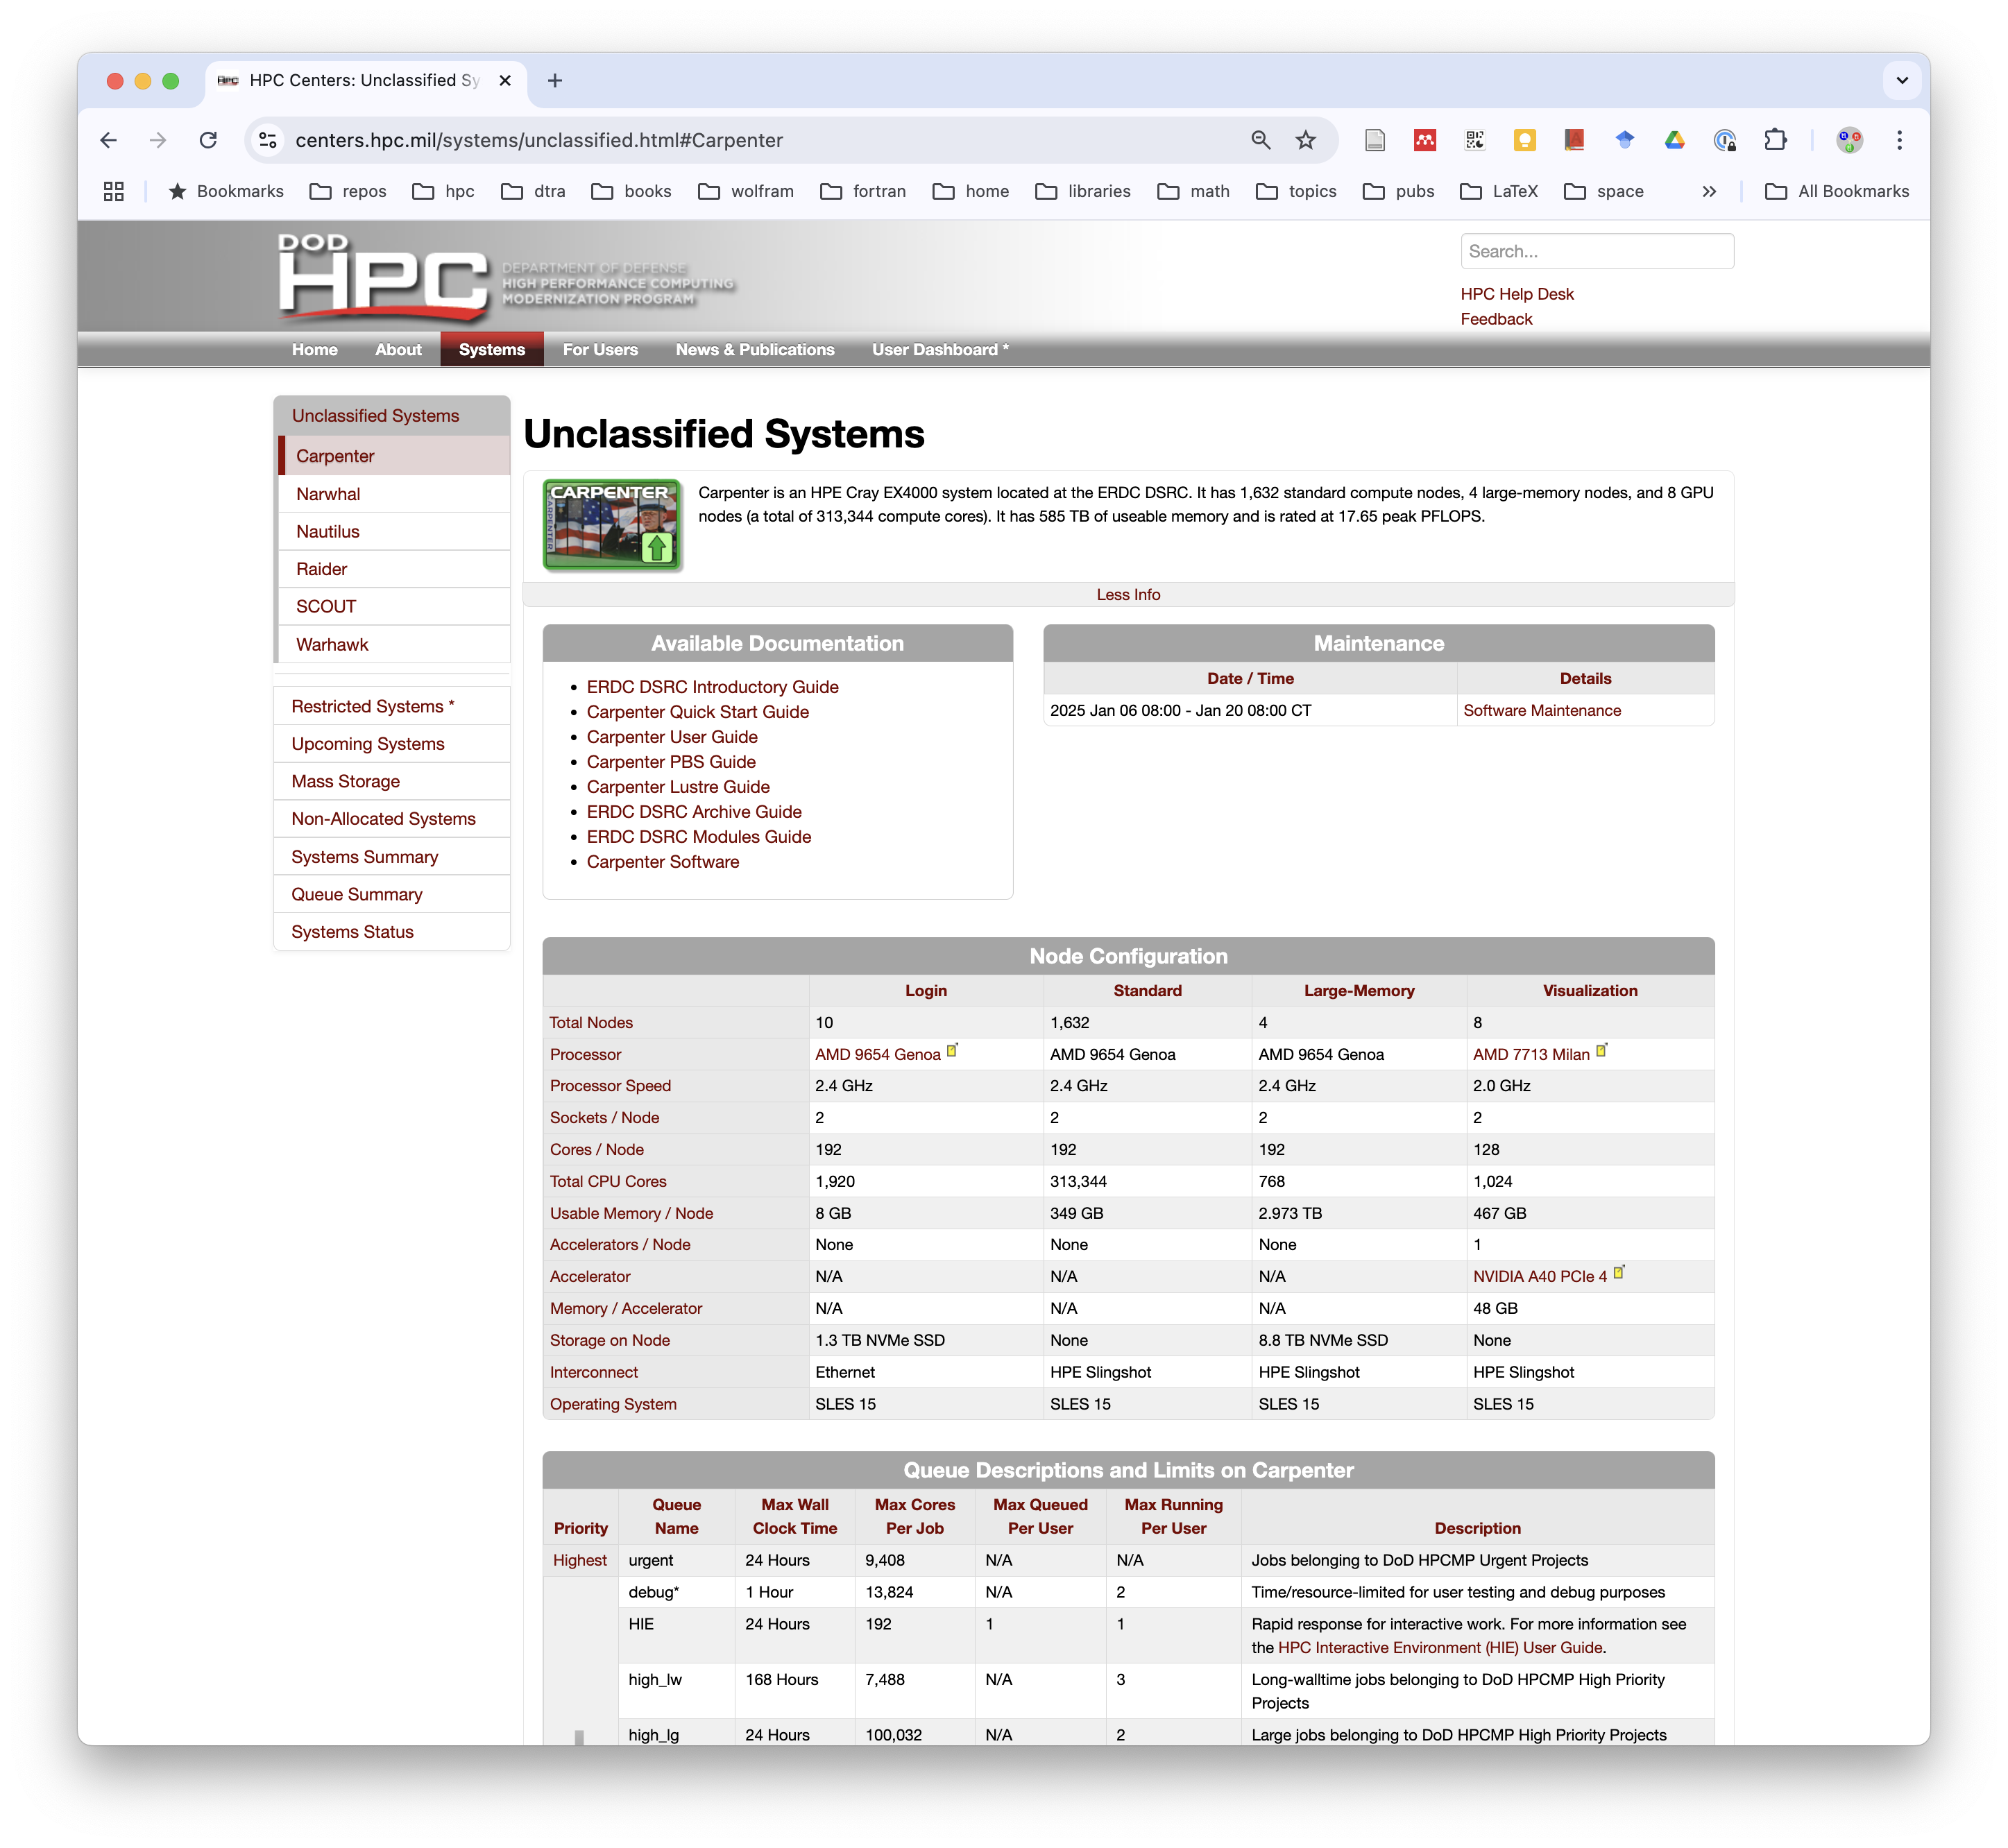 HPC Centers: Unclassified Sy
centers.hpc.mil/systems/unclassified.html#Carpenter
Bookmarks repos hpc dtra books wolfram fortran home libraries math topics pubs LaTeX space All Bookmarks
DOD
HPC
DEPARTMENT OF DEFENSE
HIGH PERFORMANCE COMPUTING
MODERNIZATION PROGRAM
Search...
HPC Help Desk
Feedback
Home About Systems For Users News & Publications User Dashboard *
Unclassified Systems
Carpenter
Narwhal
Nautilus
Raider
SCOUT
Warhawk
Restricted Systems *
Upcoming Systems
Mass Storage
Non-Allocated Systems
Systems Summary
Queue Summary
Systems Status
Unclassified Systems
CARPENTER
Carpenter is an HPE Cray EX4000 system located at the ERDC DSRC. It has 1,632 standard compute nodes, 4 large-memory nodes, and 8 GPU
nodes (a total of 313,344 compute cores). It has 585 TB of useable memory and is rated at 17.65 peak PFLOPS.
Less Info
Available Documentation
ERDC DSRC Introductory Guide
Carpenter Quick Start Guide
Carpenter User Guide
Carpenter PBS Guide
Carpenter Lustre Guide
ERDC DSRC Archive Guide
ERDC DSRC Modules Guide
Carpenter Software
Maintenance
Date / Time Details
2025 Jan 06 08:00 - Jan 20 08:00 CT Software Maintenance
Node Configuration
Login Standard Large-Memory Visualization
Total Nodes 10 1,632 4 8
Processor AMD 9654 Genoa AMD 9654 Genoa AMD 9654 Genoa AMD 7713 Milan
Processor Speed 2.4 GHz 2.4 GHz 2.4 GHz 2.0 GHz
Sockets / Node 2 2 2 2
Cores / Node 192 192 192 128
Total CPU Cores 1,920 313,344 768 1,024
Usable Memory / Node 8 GB 349 GB 2.973 TB 467 GB
Accelerators / Node None None None 1
Accelerator N/A N/A N/A NVIDIA A40 PCIe 4
Memory / Accelerator N/A N/A N/A 48 GB
Storage on Node 1.3 TB NVMe SSD None 8.8 TB NVMe SSD None
Interconnect Ethernet HPE Slingshot HPE Slingshot HPE Slingshot
Operating System SLES 15 SLES 15 SLES 15 SLES 15
Queue Descriptions and Limits on Carpenter
Priority Queue Name Max Wall Clock Time Max Cores Per Job Max Queued Per User Max Running Per User Description
Highest urgent 24 Hours 9,408 N/A N/A Jobs belonging to DoD HPCMP Urgent Projects
debug* 1 Hour 13,824 N/A 2 Time/resource-limited for user testing and debug purposes
HIE 24 Hours 192 1 1 Rapid response for interactive work. For more information see
the HPC Interactive Environment (HIE) User Guide.
high_lw 168 Hours 7,488 N/A 3 Long-walltime jobs belonging to DoD HPCMP High Priority
Projects
high_lg 24 Hours 100,032 N/A 2 Large jobs belonging to DoD HPCMP High Priority Projects